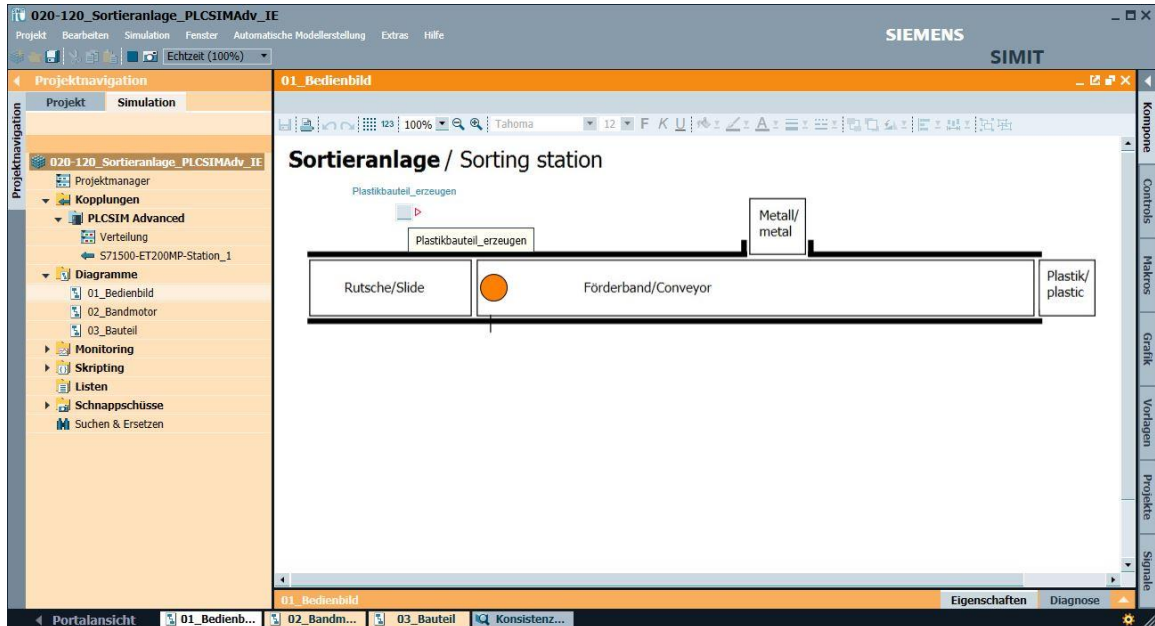 020-120_Sortieranlage_PLCSIMAdv_IE
Projekt Bearbeiten Simulation Fenster Automatische Modellerstellung Extras Hilfe
SIEMENS
Echtzeit (100%)
SIMIT
Projektnavigation
01_Bedienbild
Projektnavigation
Projekt Simulation
100% Tahoma 12 F K U A
123
020-120_Sortieranlage_PLCSIMAdv_IE
Projektmanager
Kopplungen
PLCSIM Advanced
Verteilung
S71500-ET200MP-Station_1
Diagramme
01_Bedienbild
02_Bandmotor
03_Bauteil
Monitoring
Skripting
Listen
Schnappschüsse
Suchen & Ersetzen
Sortieranlage / Sorting station
Plastikbauteil_erzeugen
Plastikbauteil_erzeugen
Metall/
metal
Rutsche/Slide
Förderband/Conveyor
Plastik/
plastic
Kompone
Controls
Makros
Grafik
Vorlagen
Projekte
Signale
01_Bedienbild
Eigenschaften Diagnose
Portalansicht 01_Bedienb... 02_Bandm... 03_Bauteil Konsistenz...